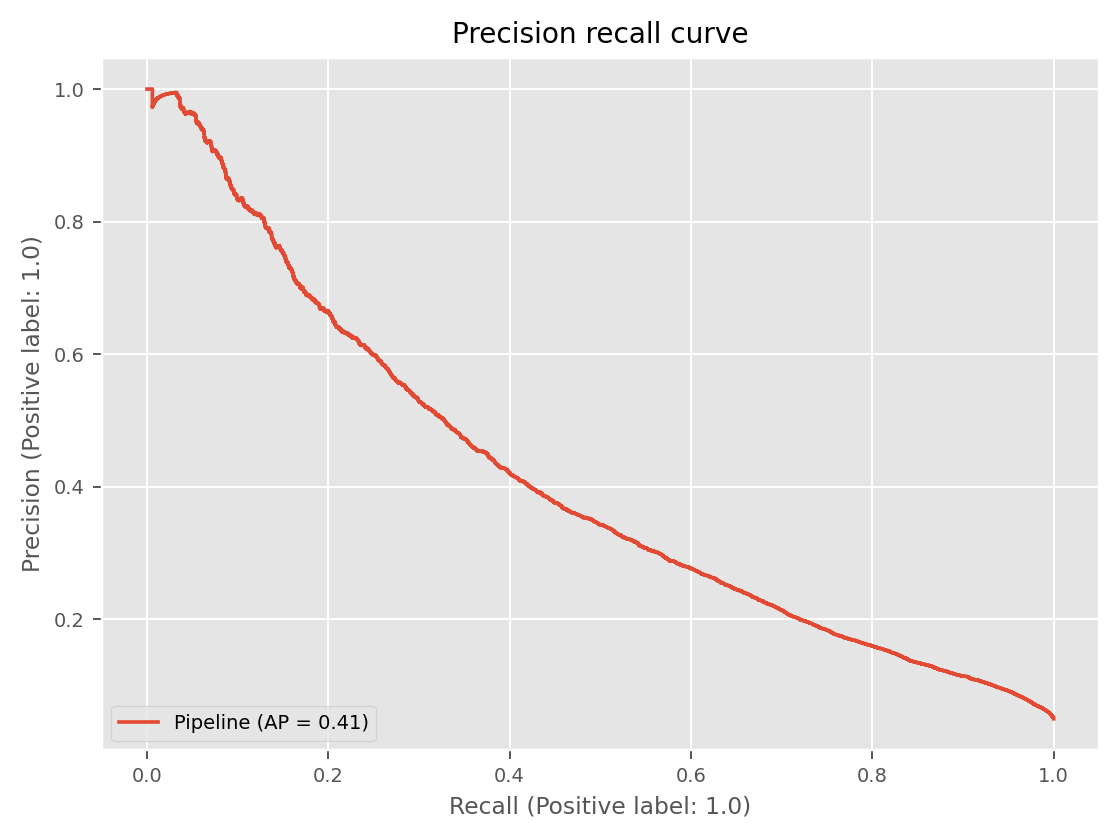 Precision recall curve
1.0
0.8
0.6
0.4
0.2
Precision (Positive label: 1.0)
Pipeline (AP = 0.41)
0.0 0.2 0.4 0.6 0.8 1.0
Recall (Positive label: 1.0)